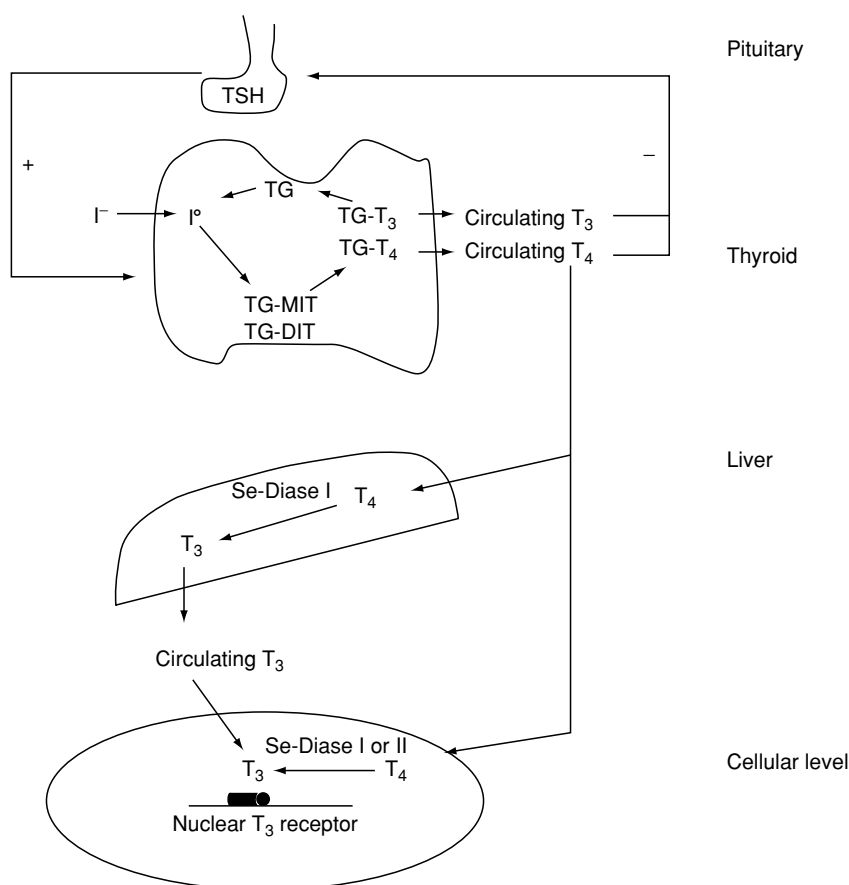 Pituitary
TSH
+
−
TG
I⁻
I°
TG-T₃
Circulating T₃
TG-T₄
Circulating T₄
Thyroid
TG-MIT
TG-DIT
Liver
Se-Diase I
T₄
T₃
Circulating T₃
Se-Diase I or II
T₃
T₄
Cellular level
Nuclear T₃ receptor